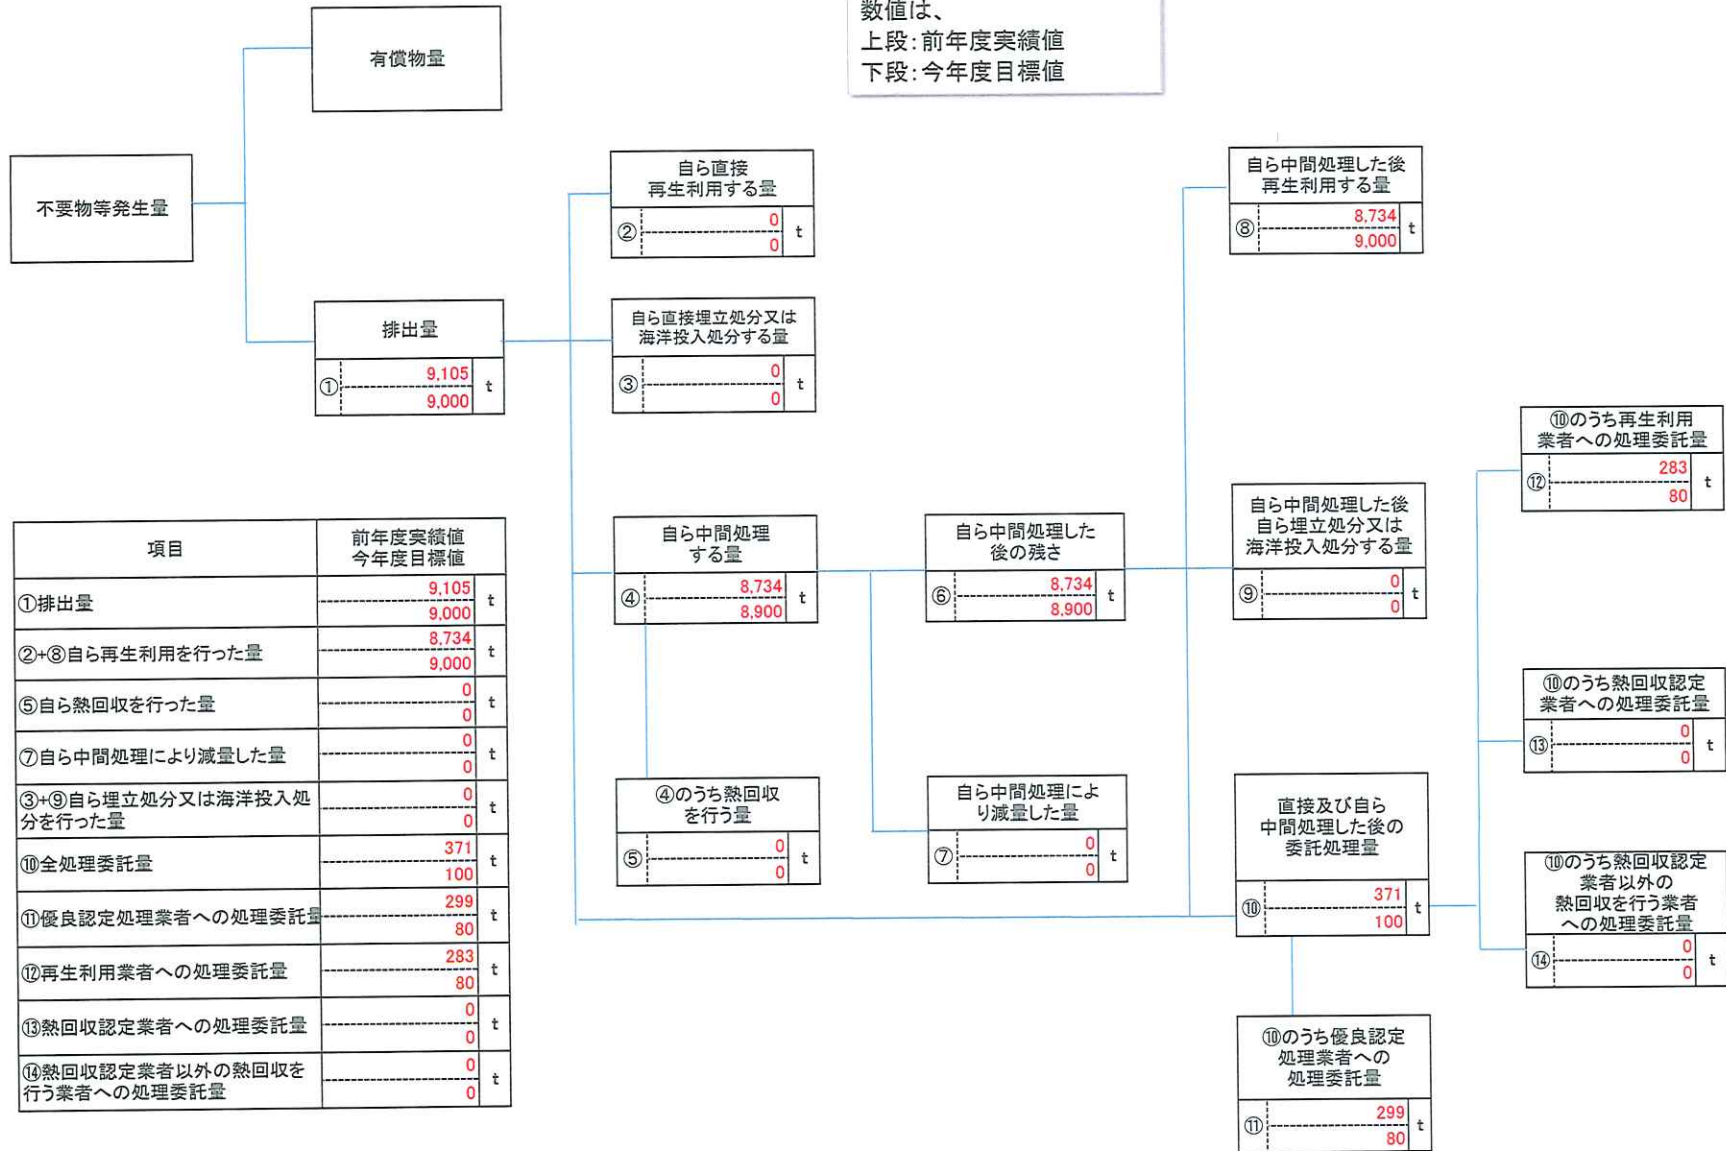 数値は、
上段：前年度実績値
下段：今年度目標値
有償物量
不要物等発生量
排出量
①
9,105
9,000
t
自ら直接
再生利用する量
②
0
0
t
自ら直接埋立処分又は
海洋投入処分する量
③
0
0
t
自ら中間処理
する量
④
8,734
8,900
t
④のうち熱回収
を行う量
⑤
0
0
t
自ら中間処理した
後の残さ
⑥
8,734
8,900
t
自ら中間処理によ
り減量した量
⑦
0
0
t
自ら中間処理した後
再生利用する量
⑧
8,734
9,000
t
自ら中間処理した後
自ら埋立処分又は
海洋投入処分する量
⑨
0
0
t
直接及び自ら
中間処理した後の
委託処理量
⑩
371
100
t
⑩のうち優良認定
処理業者への
処理委託量
⑪
299
80
t
⑩のうち再生利用
業者への処理委託量
⑫
283
80
t
⑩のうち熱回収認定
業者への処理委託量
⑬
0
0
t
⑩のうち熱回収認定
業者以外の
熱回収を行う業者
への処理委託量
⑭
0
0
t
項目
前年度実績値
今年度目標値
①排出量
9,105
9,000
t
②+⑧自ら再生利用を行った量
8,734
9,000
t
⑤自ら熱回収を行った量
0
0
t
⑦自ら中間処理により減量した量
0
0
t
③+⑨自ら埋立処分又は海洋投入処
分を行った量
0
0
t
⑩全処理委託量
371
100
t
⑪優良認定処理業者への処理委託量
299
80
t
⑫再生利用業者への処理委託量
283
80
t
⑬熱回収認定業者への処理委託量
0
0
t
⑭熱回収認定業者以外の熱回収を
行う業者への処理委託量
0
0
t